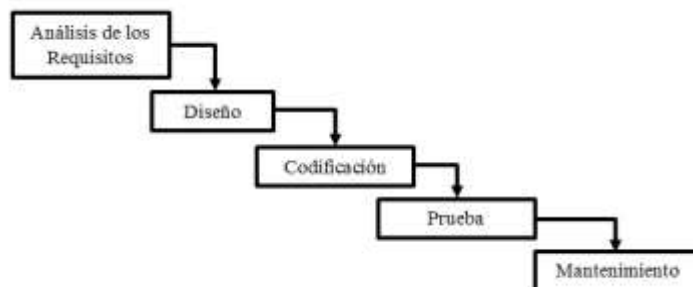 Análisis de los
Requisitos
Diseño
Codificación
Prueba
Mantenimiento